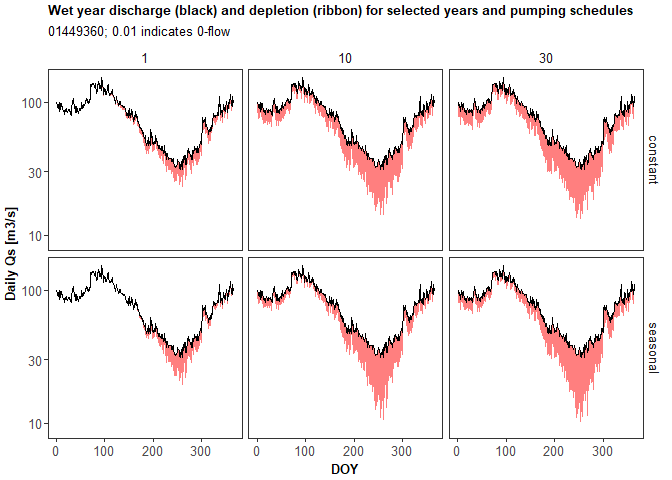 Wet year discharge (black) and depletion (ribbon) for selected years and pumping schedules
01449360; 0.01 indicates 0-flow
1 10 30
100
30
10
constant
100
30
10
seasonal
Daily Qs [m3/s]
0 100 200 300 0 100 200 300 0 100 200 300
DOY